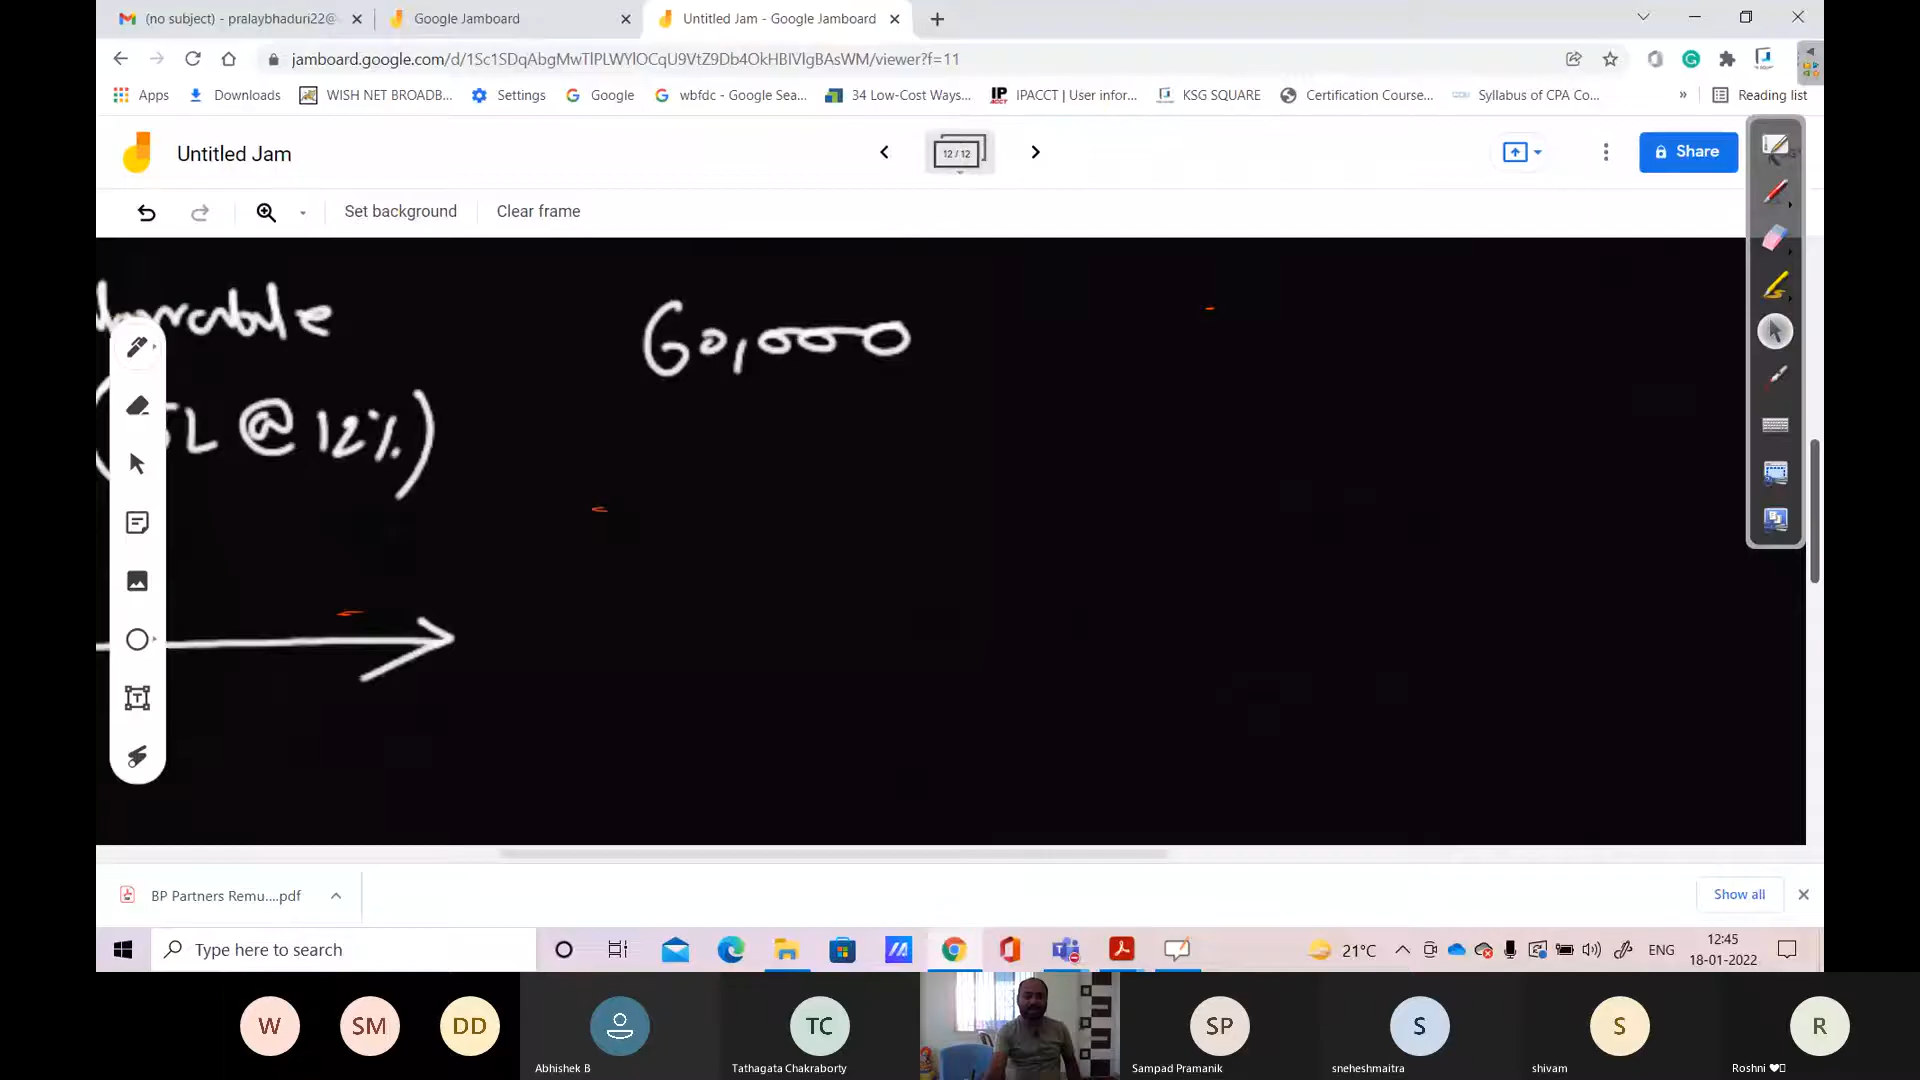 (no subject) - pralaybhaduri22@
Google Jamboard
Untitled Jam - Google Jamboard
jamboard.google.com/d/1Sc1SDqAbgMwTlPLWYlOCqU9VtZ9Db4OkHBIVlgBAsWM/viewer?f=11
Apps
Downloads
WISH NET BROADB...
Settings
Google
wbfdc - Google Sea...
34 Low-Cost Ways...
IPACCT | User infor...
KSG SQUARE
Certification Course...
Syllabus of CPA Co...
»
Reading list
Untitled Jam
12 / 12
Share
Set background
Clear frame
60,000
5L @ 12%)
BP Partners Remu....pdf
Show all
Type here to search
21°C
ENG
12:45
18-01-2022
W
SM
DD
Abhishek B
TC
Tathagata Chakraborty
SP
Sampad Pramanik
S
sneheshmaitra
S
shivam
R
Roshni ❤